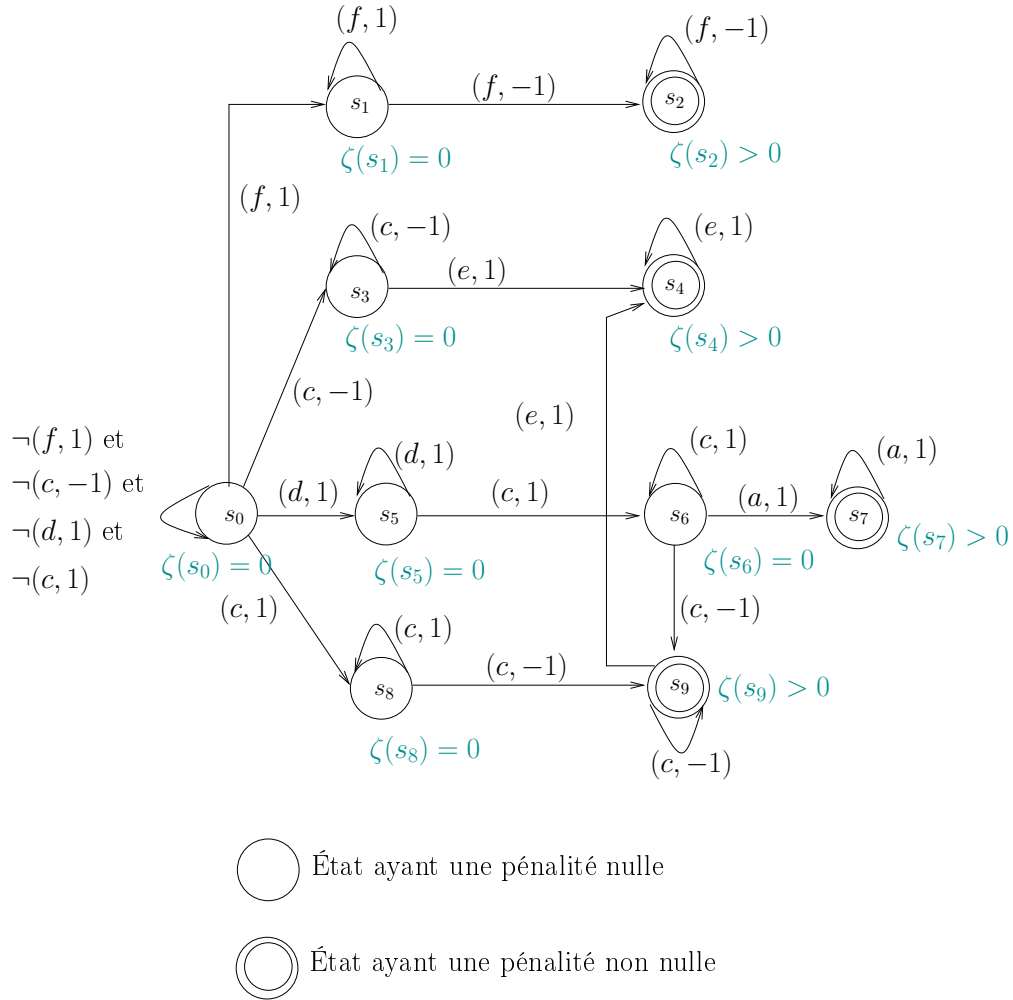 (f, 1)
(f, −1)
s₁
(f, −1)
s₂
ζ(s₁) = 0
ζ(s₂) > 0
(f, 1)
(c, −1)
(e, 1)
s₃
(e, 1)
s₄
ζ(s₃) = 0
ζ(s₄) > 0
(c, −1)
(e, 1)
¬(f, 1) et
¬(c, −1) et
¬(d, 1) et
¬(c, 1)
s₀
ζ(s₀) = 0
(d, 1)
(d, 1)
s₅
ζ(s₅) = 0
(c, 1)
(c, 1)
s₆
ζ(s₆) = 0
(a, 1)
(a, 1)
s₇
ζ(s₇) > 0
(c, 1)
(c, 1)
s₈
ζ(s₈) = 0
(c, −1)
(c, −1)
s₉
ζ(s₉) > 0
(c, −1)
État ayant une pénalité nulle
État ayant une pénalité non nulle